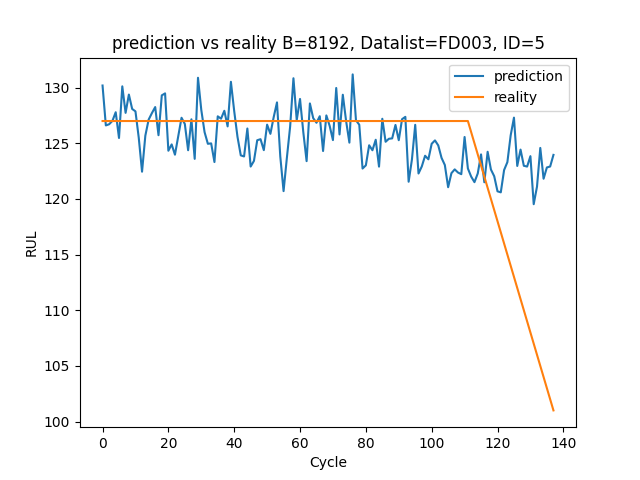 prediction vs reality B=8192, Datalist=FD003, ID=5
prediction
reality
RUL
130
125
120
115
110
105
100
0 20 40 60 80 100 120 140
Cycle